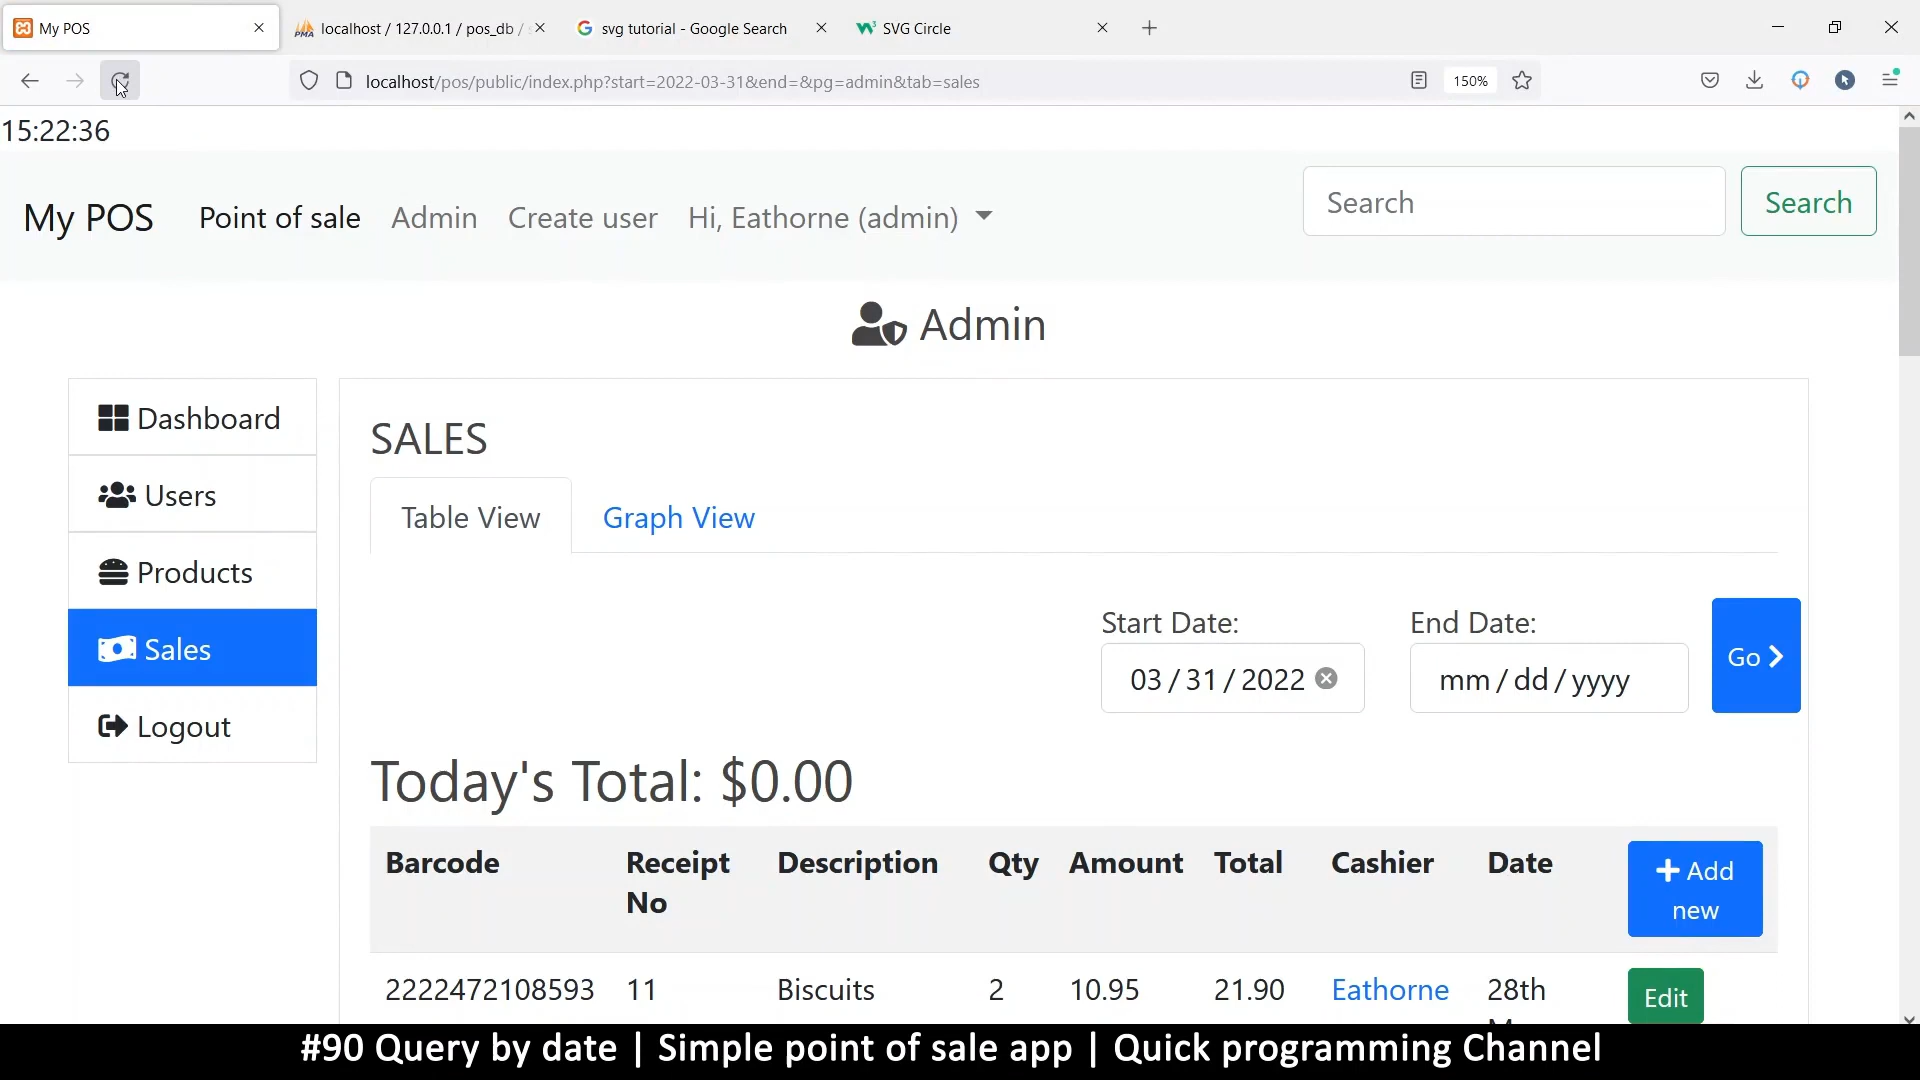 My POS
localhost / 127.0.0.1 / pos_db /
svg tutorial - Google Search
SVG Circle
localhost/pos/public/index.php?start=2022-03-31&end=&pg=admin&tab=sales
150%
15:22:36
My POS
Point of sale
Admin
Create user
Hi, Eathorne (admin)
Search
Search
Admin
Dashboard
Users
Products
Sales
Logout
SALES
Table View
Graph View
Start Date:
End Date:
03/31/2022
mm/dd/yyyy
Go
Today's Total: $0.00
Barcode
Receipt
No
Description
Qty
Amount
Total
Cashier
Date
Add
new
2222472108593
11
Biscuits
2
10.95
21.90
Eathorne
28th
Edit
#90 Query by date | Simple point of sale app | Quick programming Channel